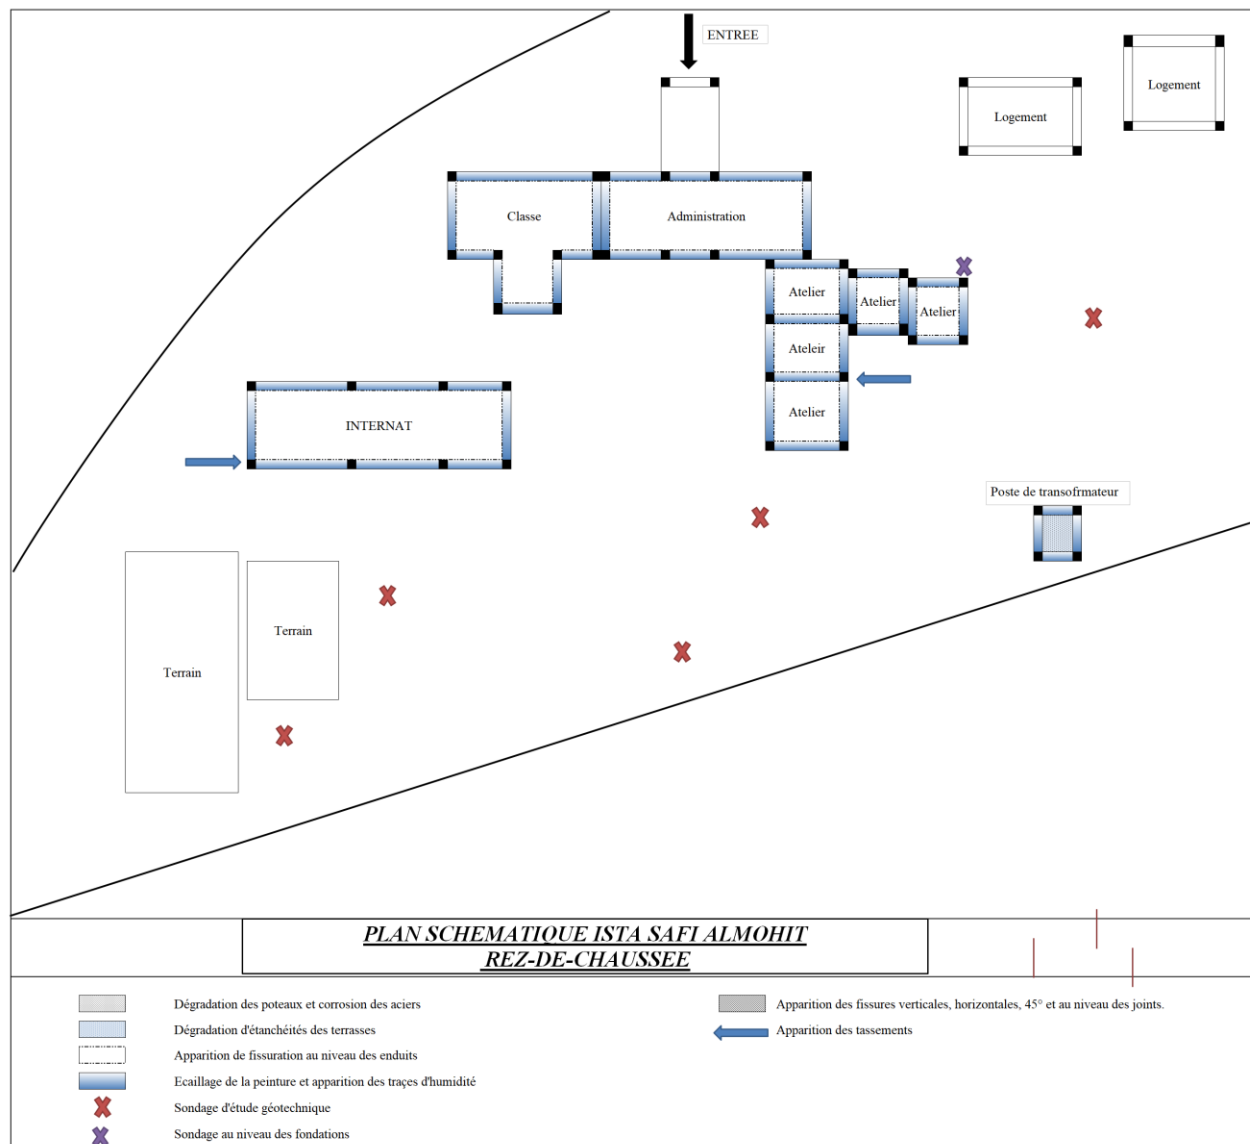 ENTREE
Logement
Logement
Classe
Administration
Atelier
Atelier
Atelier
Ateleir
Atelier
INTERNAT
Poste de transofrmateur
Terrain
Terrain
PLAN SCHEMATIQUE ISTA SAFI ALMOHIT
REZ-DE-CHAUSSEE
Dégradation des poteaux et corrosion des aciers
Dégradation d'étanchéités des terrasses
Apparition de fissuration au niveau des enduits
Ecaillage de la peinture et apparition des traçes d'humidité
Sondage d'étude géotechnique
Sondage au niveau des fondations
Apparition des fissures verticales, horizontales, 45° et au niveau des joints.
Apparition des tassements